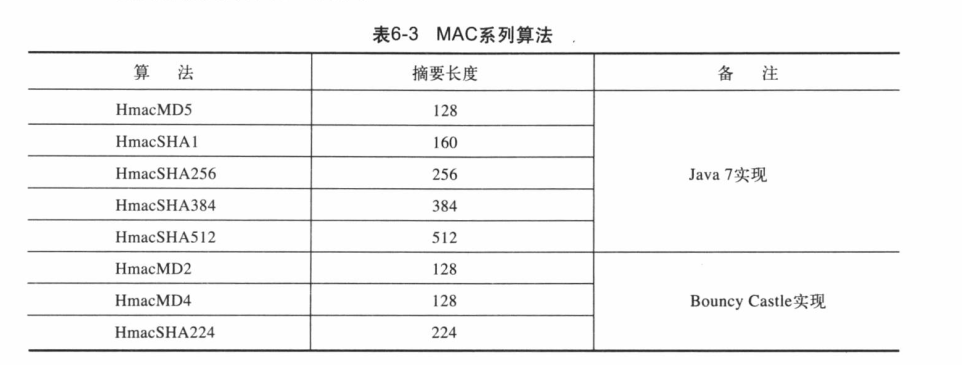 表6-3 MAC系列算法
算 法 摘要长度 备 注
HmacMD5 128
HmacSHA1 160
HmacSHA256 256 Java 7实现
HmacSHA384 384
HmacSHA512 512
HmacMD2 128
HmacMD4 128 Bouncy Castle实现
HmacSHA224 224